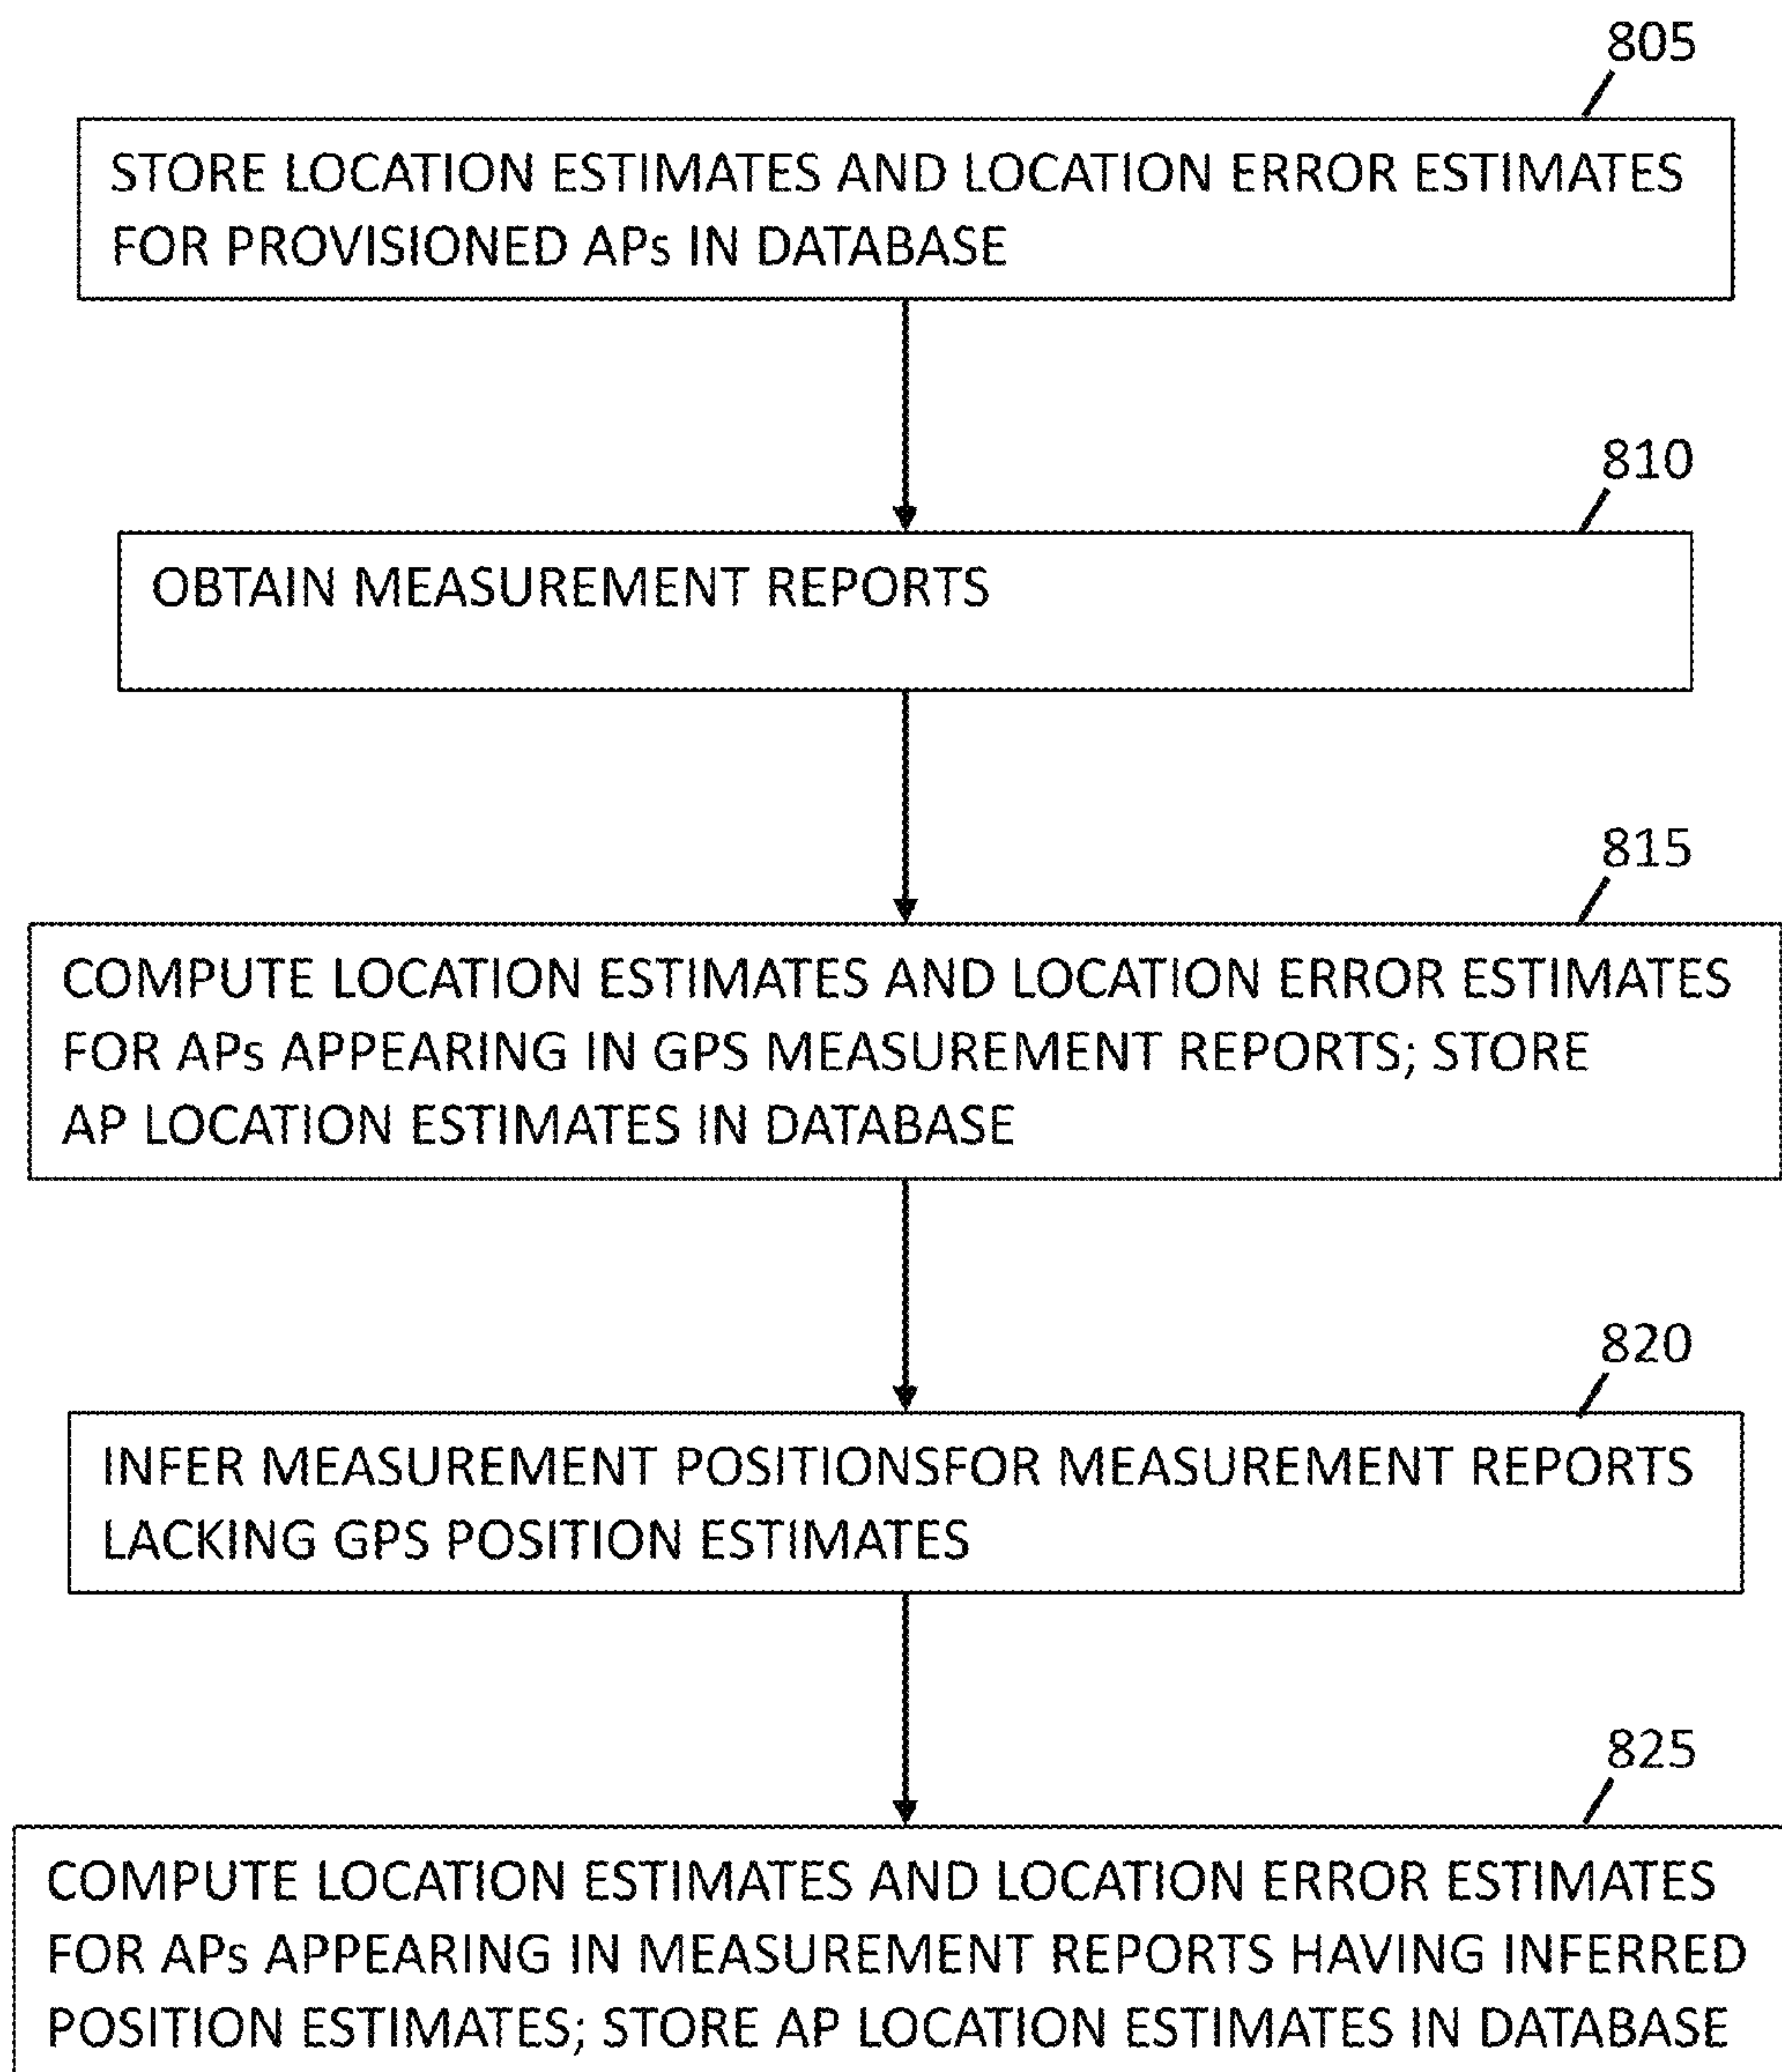 805
STORE LOCATION ESTIMATES AND LOCATION ERROR ESTIMATES
FOR PROVISIONED APs IN DATABASE
810
OBTAIN MEASUREMENT REPORTS
815
COMPUTE LOCATION ESTIMATES AND LOCATION ERROR ESTIMATES
FOR APs APPEARING IN GPS MEASUREMENT REPORTS; STORE
AP LOCATION ESTIMATES IN DATABASE
820
INFER MEASUREMENT POSITIONSFOR MEASUREMENT REPORTS
LACKING GPS POSITION ESTIMATES
825
COMPUTE LOCATION ESTIMATES AND LOCATION ERROR ESTIMATES
FOR APs APPEARING IN MEASUREMENT REPORTS HAVING INFERRED
POSITION ESTIMATES; STORE AP LOCATION ESTIMATES IN DATABASE